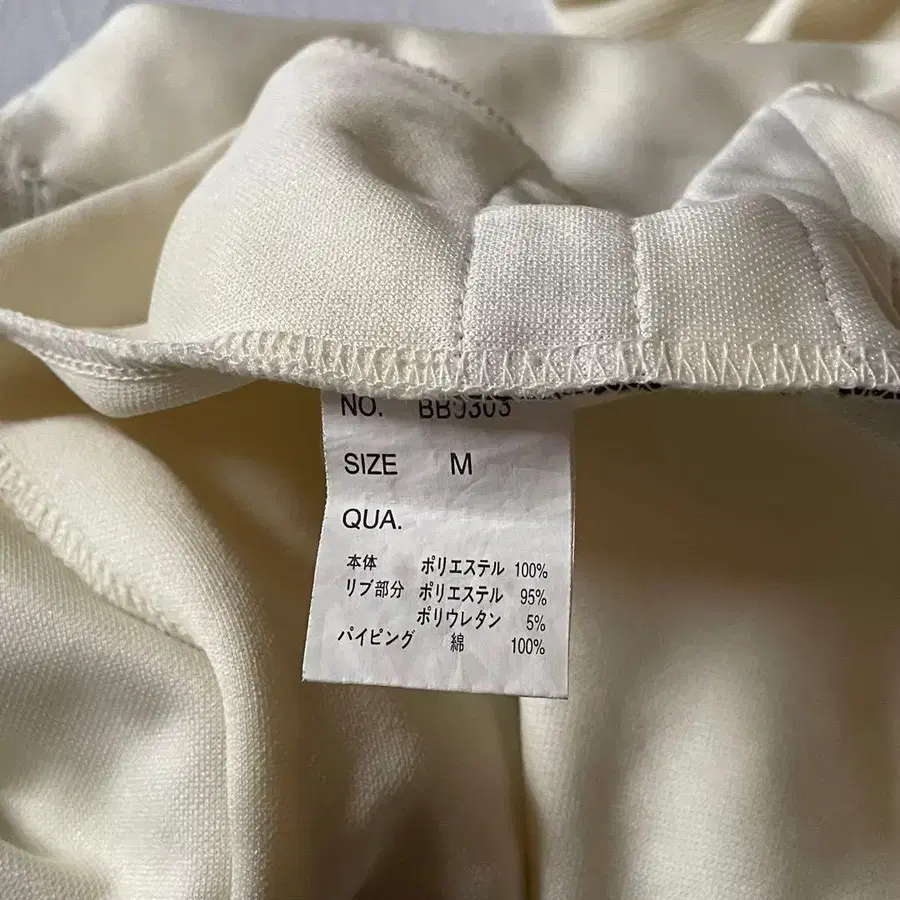 NO. BB0303
SIZE M
QUA.
本体 ポリエステル 100%
リブ部分 ポリエステル 95%
ポリウレタン 5%
パイピング 綿 100%